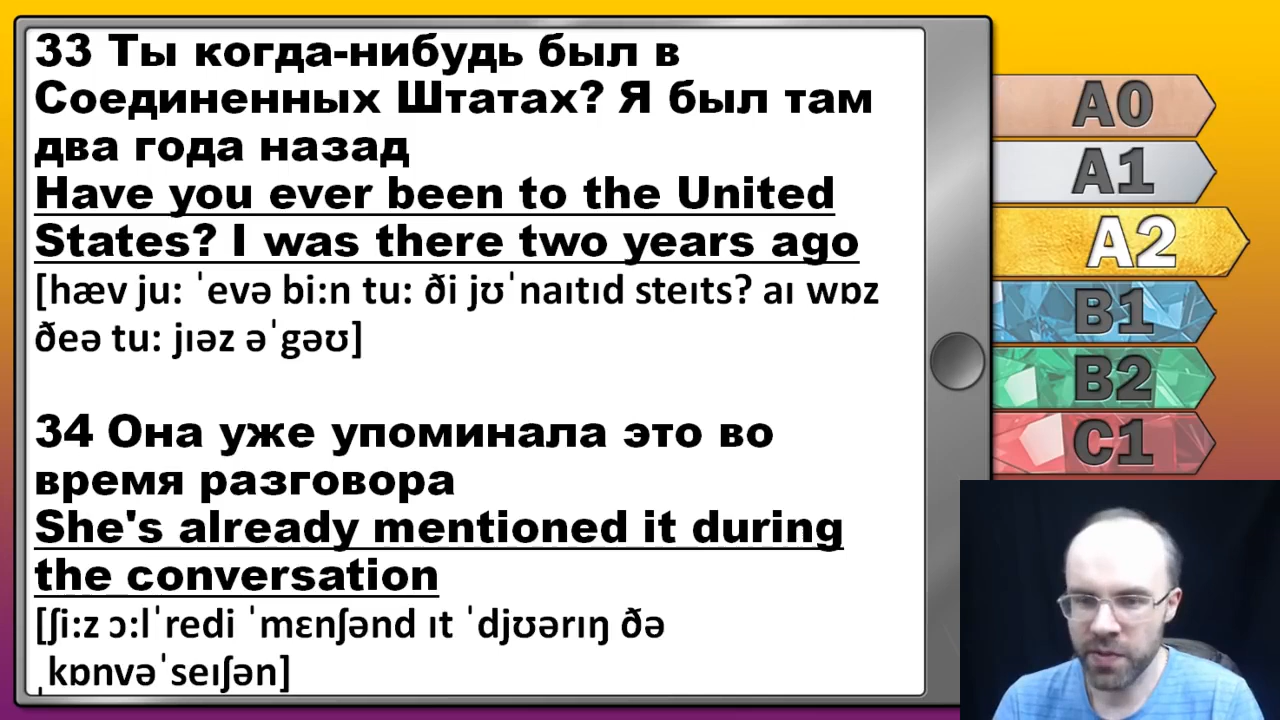 33 Ты когда-нибудь был в
Соединенных Штатах? Я был там
два года назад
Have you ever been to the United
States? I was there two years ago
[hæv ju: ˈevə bi:n tu: ði jʊˈnaɪtɪd steɪts? aɪ wɒz
ðeə tu: jɪəz əˈgəʊ]
34 Она уже упоминала это во
время разговора
She's already mentioned it during
the conversation
[ʃi:z ɔ:lˈredi ˈmɛnʃənd ɪt ˈdjʊərɪŋ ðə
ˌkɒnvəˈseɪʃən]
A0
A1
A2
B1
B2
C1